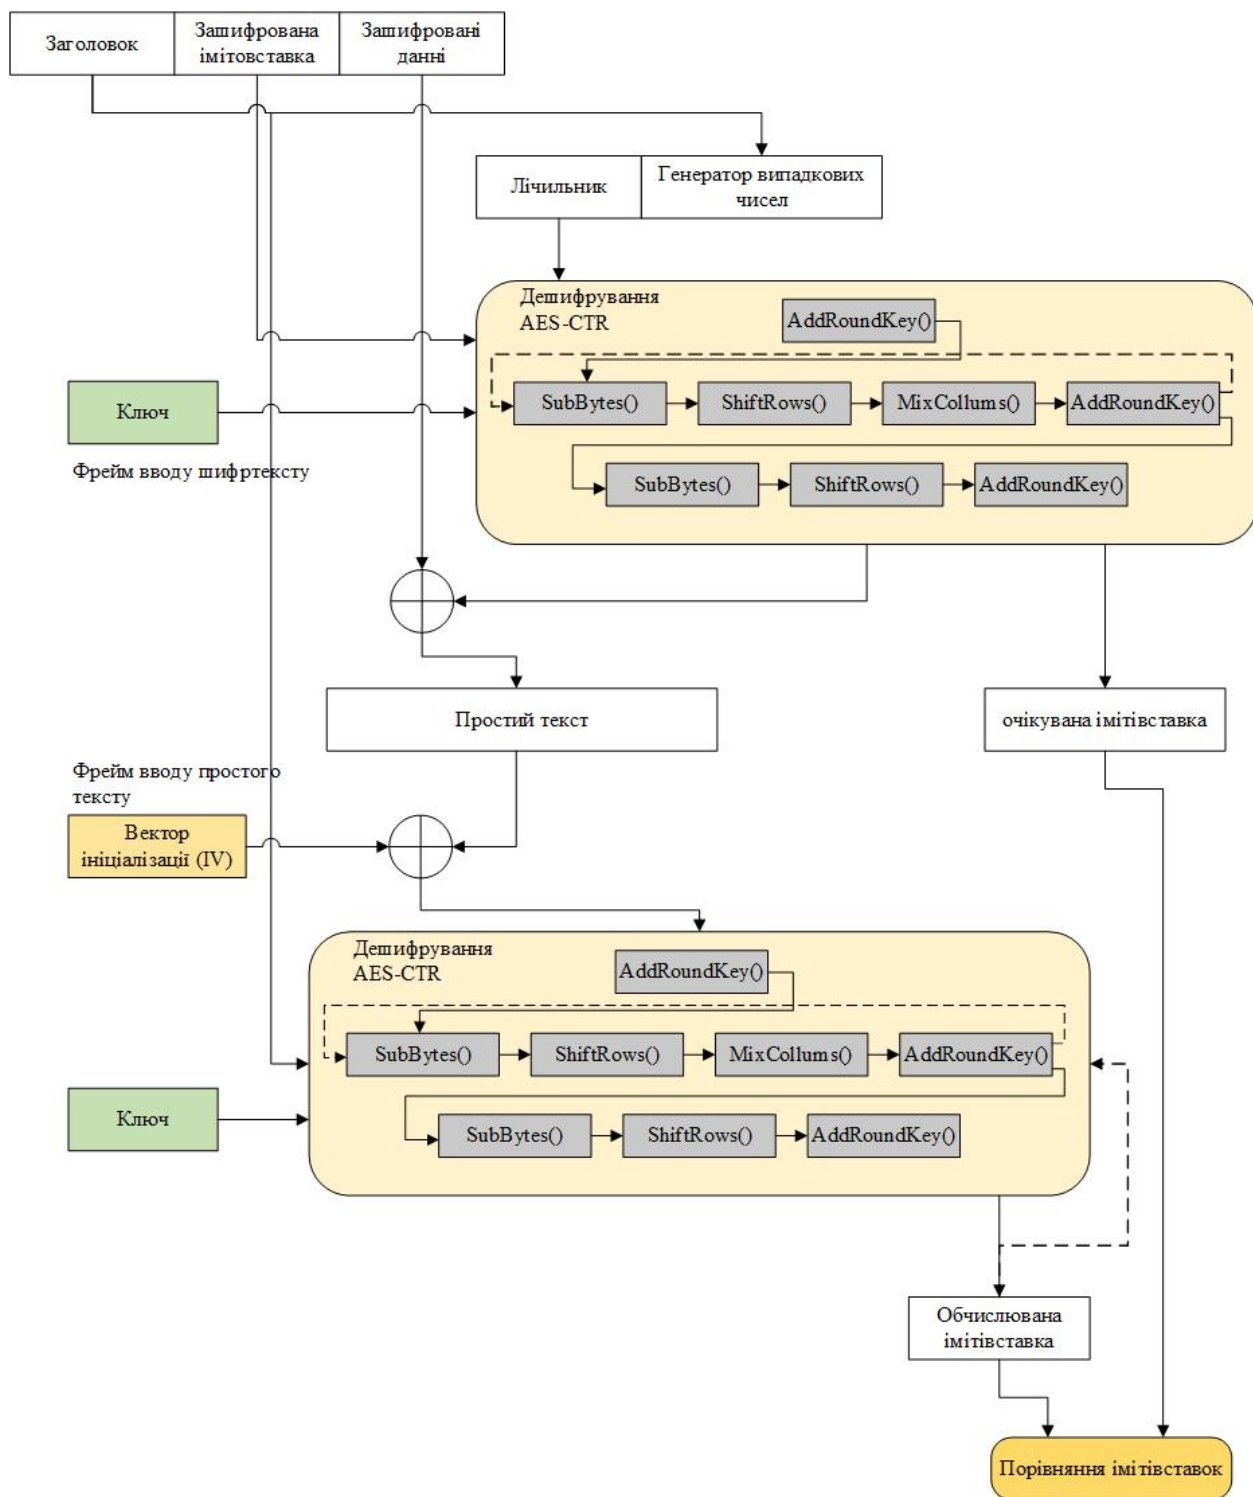 Заголовок
Зашифрована
імітовставка
Зашифровані
данні
Лічильник
Генератор випадкових
чисел
Дешифрування
AES-CTR
AddRoundKey()
SubBytes()
ShiftRows()
MixCollums()
AddRoundKey()
SubBytes()
ShiftRows()
AddRoundKey()
Ключ
Фрейм вводу шифртексту
Простий текст
очікувана імітівставка
Фрейм вводу простого
тексту
Вектор
ініціалізації (IV)
Дешифрування
AES-CTR
AddRoundKey()
SubBytes()
ShiftRows()
MixCollums()
AddRoundKey()
SubBytes()
ShiftRows()
AddRoundKey()
Ключ
Обчислювана
імітівставка
Порівняння імітівставок